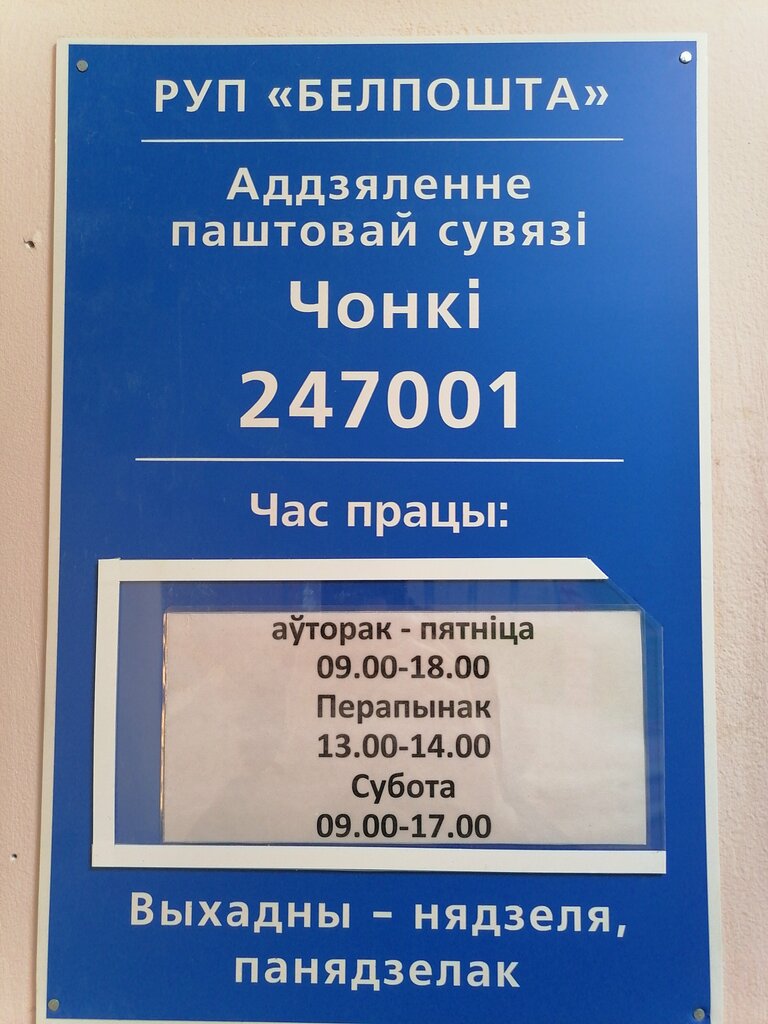 РУП «БЕЛПОШТА»
Аддзяленне
паштовай сувязі
Чонкі
247001
Час працы:
аўторак - пятніца
09.00-18.00
Перапынак
13.00-14.00
Субота
09.00-17.00
Выхадны – нядзеля,
панядзелак